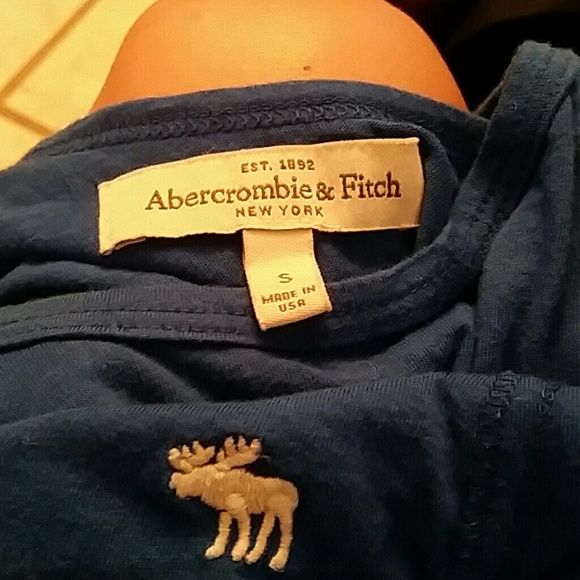 EST. 1892
Abercrombie & Fitch
NEW YORK
S
MADE IN
USA